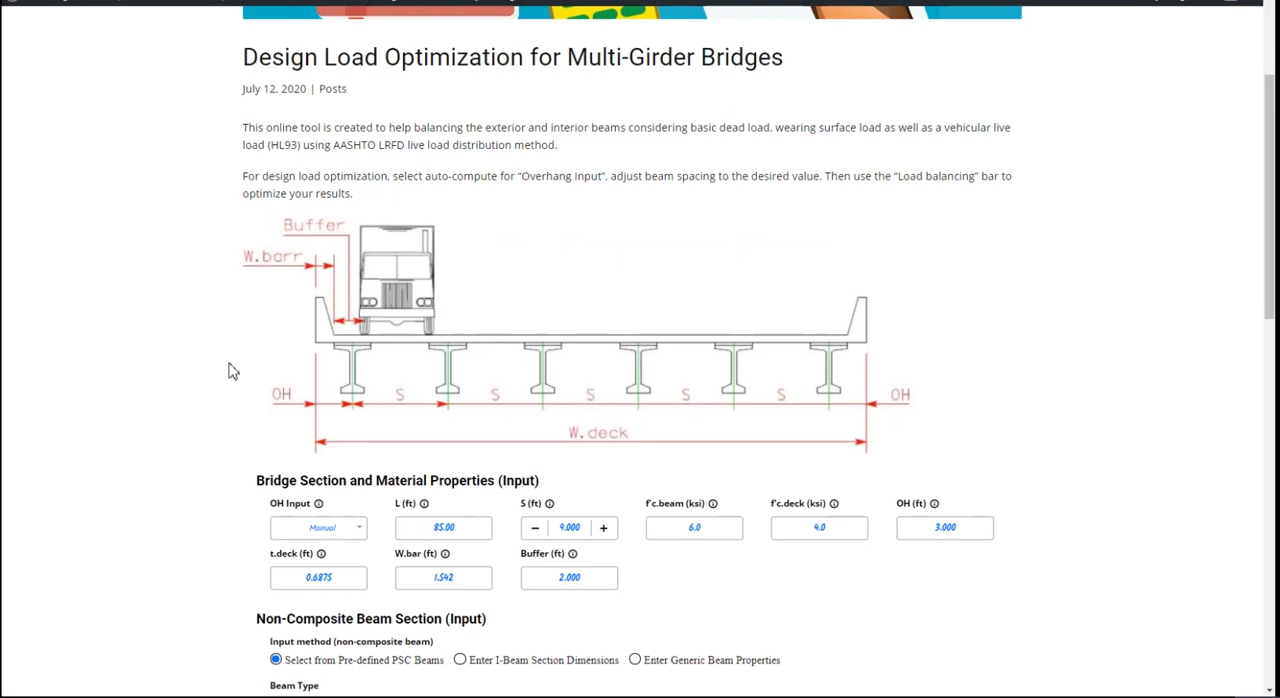 Design Load Optimization for Multi-Girder Bridges
July 12, 2020 | Posts
This online tool is created to help balancing the exterior and interior beams considering basic dead load, wearing surface load as well as a vehicular live
load (HL93) using AASHTO LRFD live load distribution method.
For design load optimization, select auto-compute for "Overhang Input", adjust beam spacing to the desired value. Then use the "Load balancing" bar to
optimize your results.
Buffer
W.barr
OH S S S S S OH
W.deck
Bridge Section and Material Properties (Input)
OH Input L (ft) S (ft) f'c.beam (ksi) f'c.deck (ksi) OH (ft)
Manual 85.00 − 9.000 + 6.0 4.0 3.000
t.deck (ft) W.bar (ft) Buffer (ft)
0.6875 1.542 2.000
Non-Composite Beam Section (Input)
Input method (non-composite beam)
Select from Pre-defined PSC Beams Enter I-Beam Section Dimensions Enter Generic Beam Properties
Beam Type